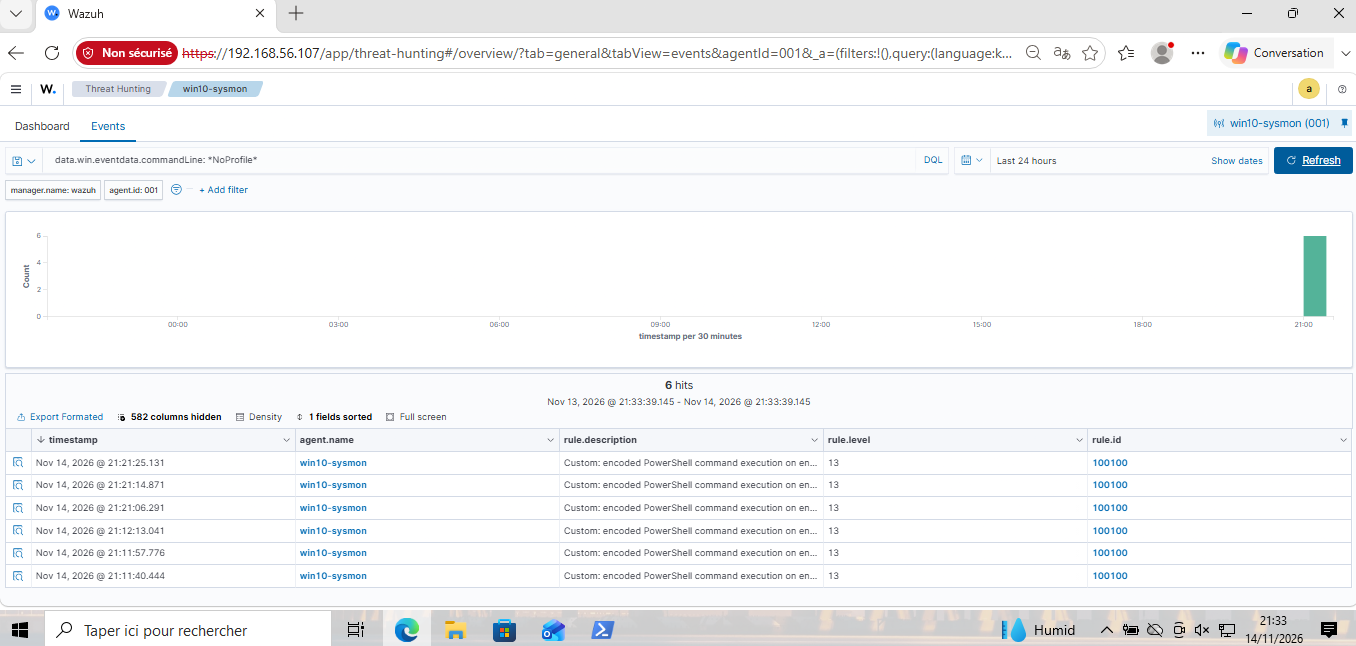 Wazuh
Non sécurisé https://192.168.56.107/app/threat-hunting#/overview/?tab=general&tabView=events&agentId=001&_a=(filters:!(),query:(language:k... Conversation
W. Threat Hunting win10-sysmon a
Dashboard Events win10-sysmon (001)
data.win.eventdata.commandLine: *NoProfile* DQL Last 24 hours Show dates Refresh
manager.name: wazuh agent.id: 001 + Add filter
6
4
2
0
Count
00:00 03:00 06:00 09:00 12:00 15:00 18:00 21:00
timestamp per 30 minutes
6 hits
Nov 13, 2026 @ 21:33:39.145 - Nov 14, 2026 @ 21:33:39.145
Export Formated 582 columns hidden Density 1 fields sorted Full screen
timestamp agent.name rule.description rule.level rule.id
Nov 14, 2026 @ 21:21:25.131 win10-sysmon Custom: encoded PowerShell command execution on en... 13 100100
Nov 14, 2026 @ 21:21:14.871 win10-sysmon Custom: encoded PowerShell command execution on en... 13 100100
Nov 14, 2026 @ 21:21:06.291 win10-sysmon Custom: encoded PowerShell command execution on en... 13 100100
Nov 14, 2026 @ 21:12:13.041 win10-sysmon Custom: encoded PowerShell command execution on en... 13 100100
Nov 14, 2026 @ 21:11:57.776 win10-sysmon Custom: encoded PowerShell command execution on en... 13 100100
Nov 14, 2026 @ 21:11:40.444 win10-sysmon Custom: encoded PowerShell command execution on en... 13 100100
Taper ici pour rechercher Humid 21:33
14/11/2026